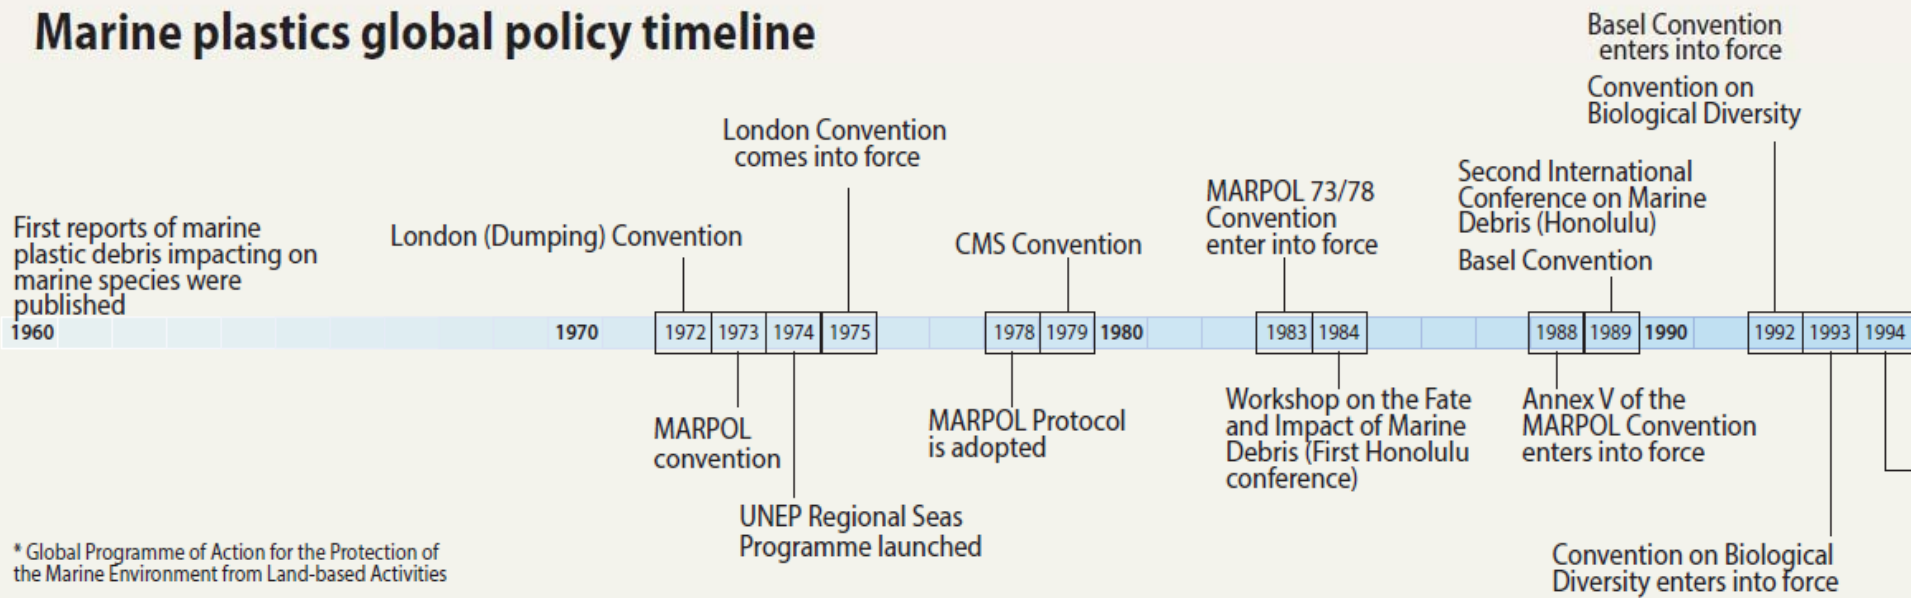 Marine plastics global policy timeline
Basel Convention
enters into force
Convention on
Biological Diversity
London Convention
comes into force
Second International
Conference on Marine
Debris (Honolulu)
Basel Convention
MARPOL 73/78
Convention
enter into force
First reports of marine
plastic debris impacting on
marine species were
published
London (Dumping) Convention
CMS Convention
1960 1970 1972 1973 1974 1975 1978 1979 1980 1983 1984 1988 1989 1990 1992 1993 1994
MARPOL
convention
UNEP Regional Seas
Programme launched
MARPOL Protocol
is adopted
Workshop on the Fate
and Impact of Marine
Debris (First Honolulu
conference)
Annex V of the
MARPOL Convention
enters into force
Convention on Biological
Diversity enters into force
* Global Programme of Action for the Protection of
the Marine Environment from Land-based Activities